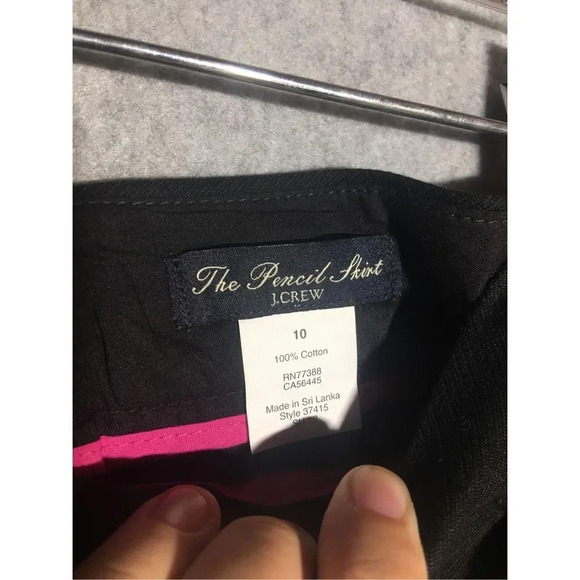 The Pencil Skirt
J.CREW
10
100% Cotton
RN77388
CA56445
Made in Sri Lanka
Style 37415